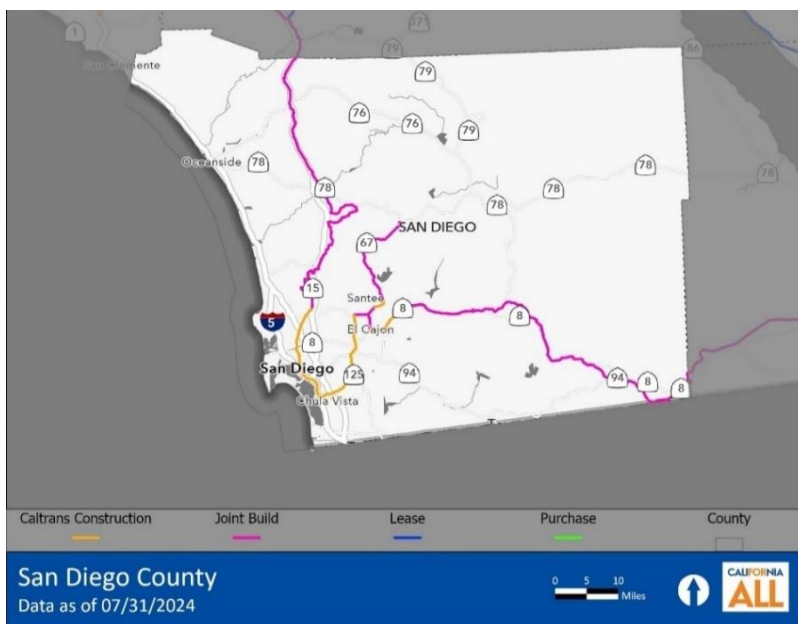 371
1
79
86
San Clemente
79
76
76
79
Oceanside
78
78
78
78
78
78
SAN DIEGO
67
15
Santee
8
8
5
El Cajon
8
San Diego
125
94
94
8
8
Chula Vista
Caltrans Construction
Joint Build
Lease
Purchase
County
San Diego County
Data as of 07/31/2024
0 5 10
Miles
CALIFORNIA
ALL